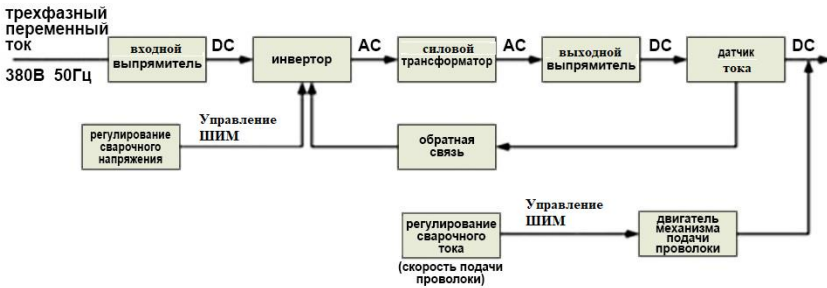 трехфазный
переменный
ток
380В 50Гц
входной
выпрямитель
DC
инвертор
AC
силовой
трансформатор
AC
выходной
выпрямитель
DC
датчик
тока
DC
регулирование
сварочного
напряжения
Управление
ШИМ
обратная
связь
регулирование
сварочного
тока
(скорость подачи
проволоки)
Управление
ШИМ
двигатель
механизма
подачи
проволоки